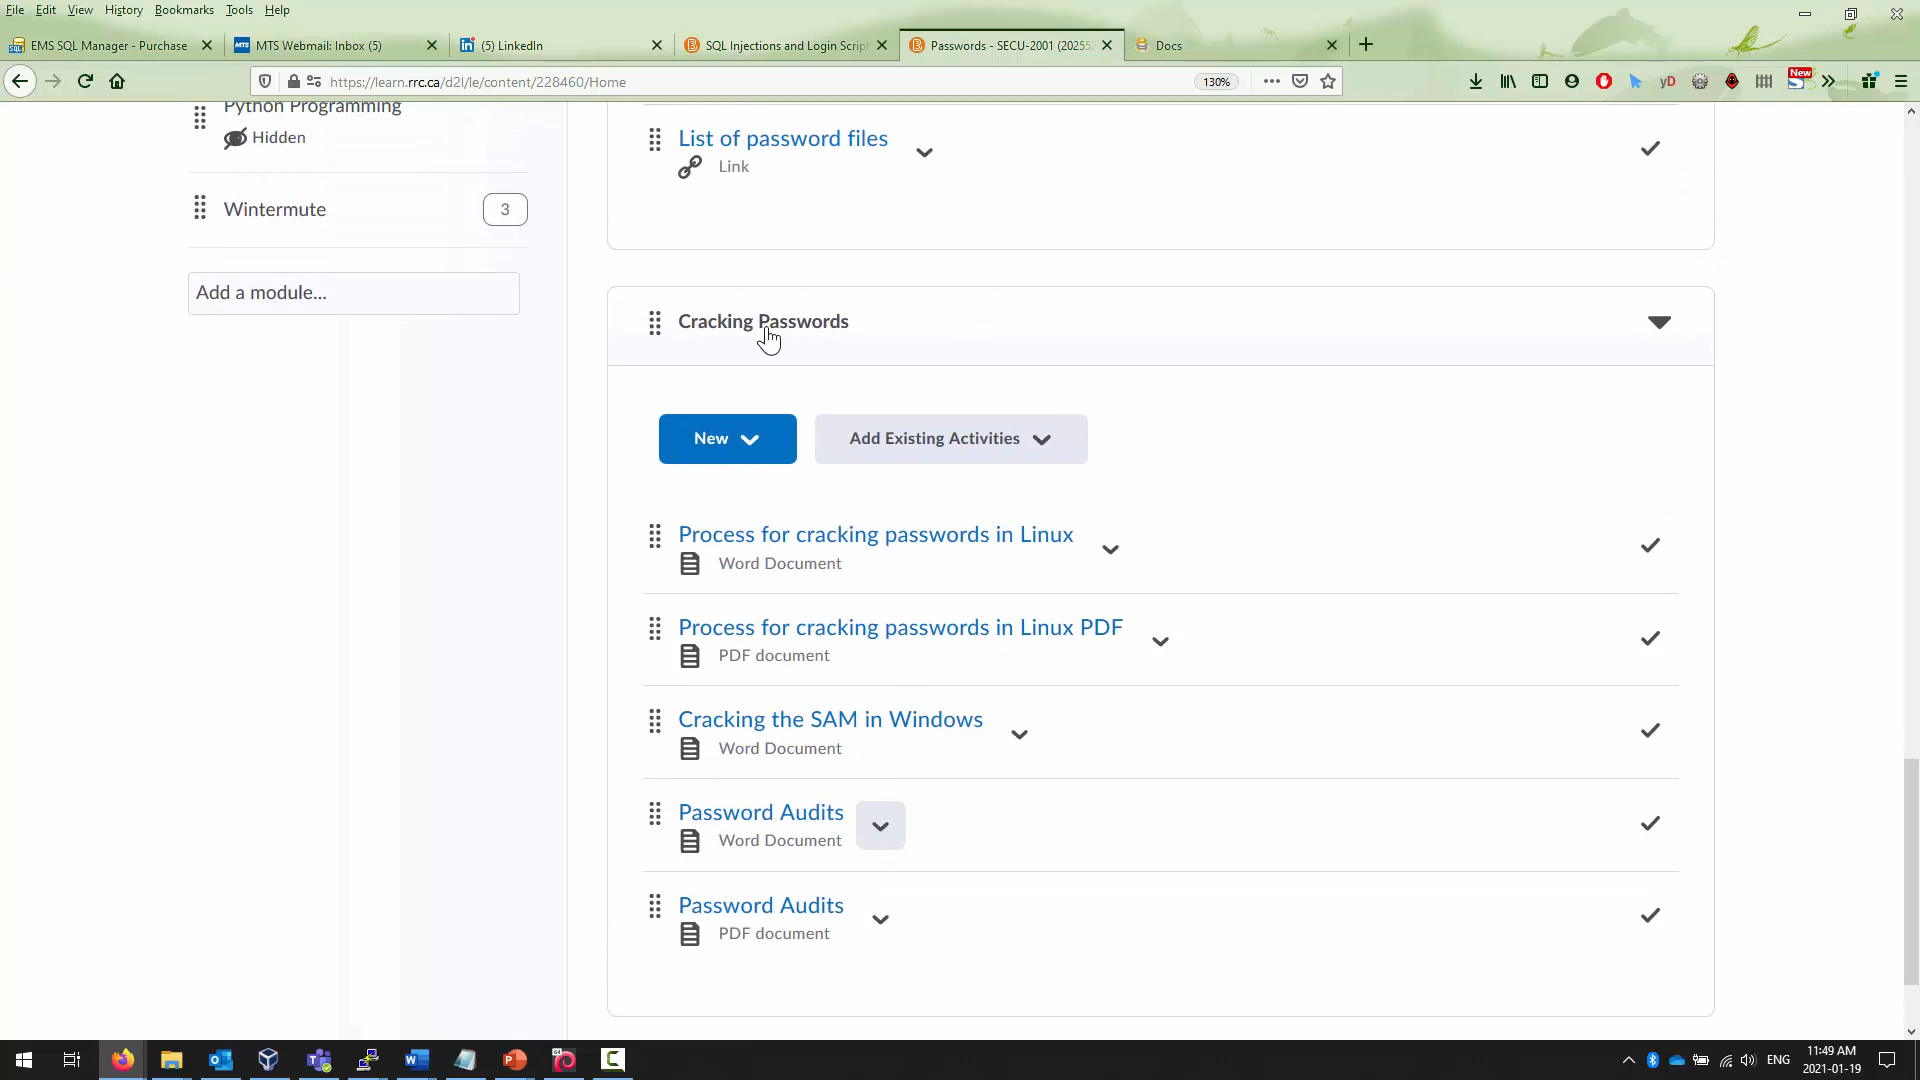 File Edit View History Bookmarks Tools Help
EMS SQL Manager - Purchase
MTS Webmail: Inbox (5)
(5) LinkedIn
SQL Injections and Login Script
Passwords - SECU-2001 (20255
Docs
https://learn.rrc.ca/d2l/le/content/228460/Home
130%
yD
New
Python Programming
Hidden
Wintermute
3
Add a module...
List of password files
Link
Cracking Passwords
New
Add Existing Activities
Process for cracking passwords in Linux
Word Document
Process for cracking passwords in Linux PDF
PDF document
Cracking the SAM in Windows
Word Document
Password Audits
Word Document
Password Audits
PDF document
ENG
11:49 AM
2021-01-19